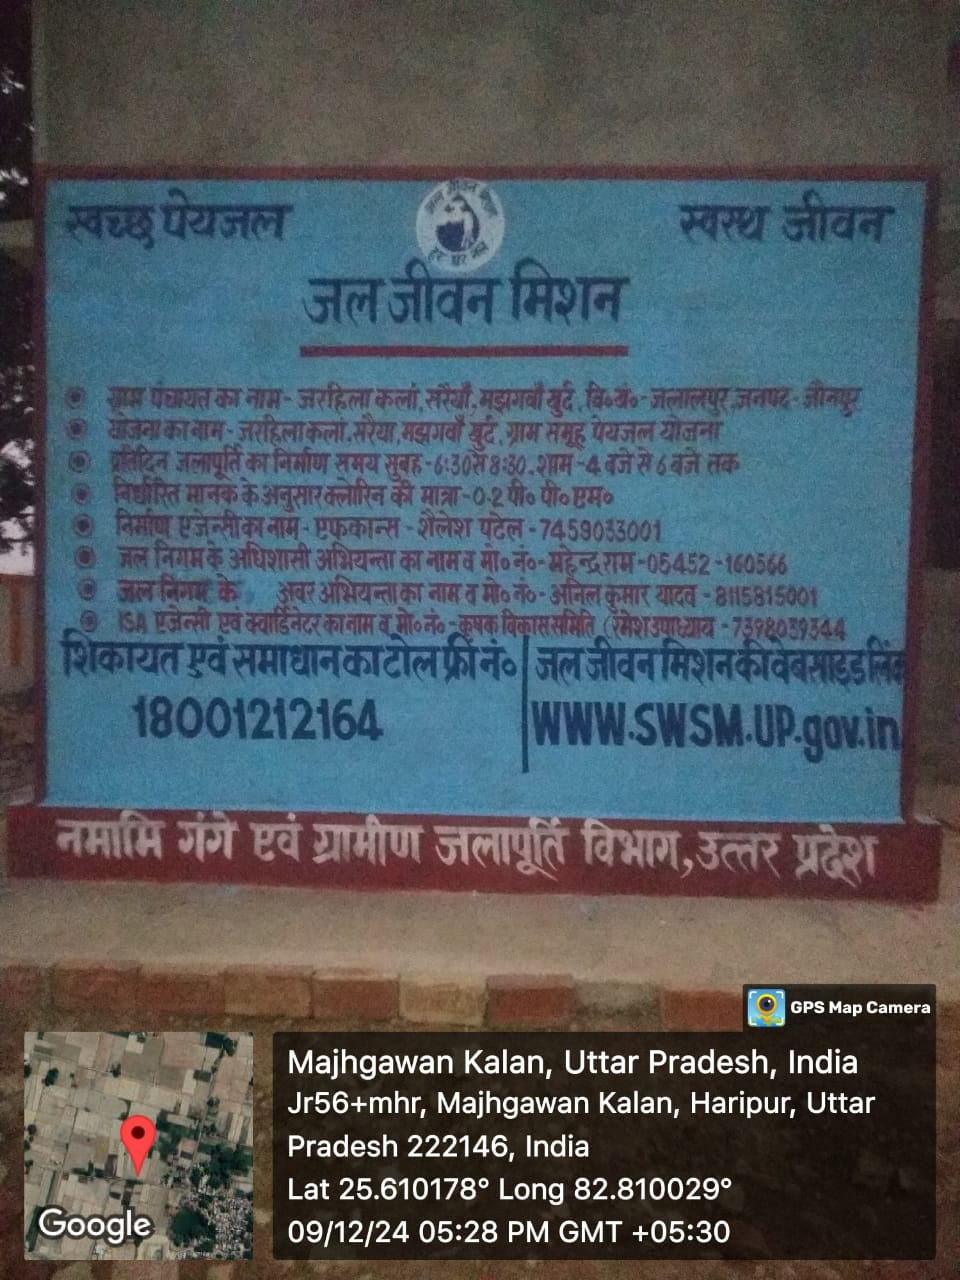 स्वच्छ पेयजल
जल जीवन मिशन
हर घर जल
स्वस्थ जीवन
जल जीवन मिशन
ग्राम पंचायत का नाम - जरहिला कलां, सरैयां, मझगवाँ खुर्द, वि०खं०- जलालपुर, जनपद - जौनपुर
योजना का नाम - जरहिला कलां, सरैया, मझगवाँ खुर्द, ग्राम समूह पेयजल योजना
प्रतिदिन जलापूर्ति का निर्माण समय सुबह -6:30 से 8:30, शाम - 4 बजे से 6 बजे तक
निर्धारित मानक के अनुसार क्लोरिन की मात्रा - 0.2 पी० पी० एम०
निर्माण एजेन्सी का नाम - एफकान्स - शैलेश पटेल - 7459033001
जल निगम के अधिशासी अभियन्ता का नाम व मो० नं०- महेन्द्र राम -05452 -160566
जल निगम के अवर अभियन्ता का नाम व मो० नं०- अनिल कुमार यादव - 8115815001
ISA एजेन्सी एवं क्वार्डिनेटर का नाम व मो० नं०- कृषक विकास समिति (रमेश उपाध्याय - 7398039344
शिकायत एवं समाधान का टोल फ्री नं०
18001212164
जल जीवन मिशन की वेबसाइड लिंक
WWW.SWSM.UP.gov.in
नमामि गंगे एवं ग्रामीण जलापूर्ति विभाग, उत्तर प्रदेश
GPS Map Camera
Majhgawan Kalan, Uttar Pradesh, India
Jr56+mhr, Majhgawan Kalan, Haripur, Uttar
Pradesh 222146, India
Lat 25.610178° Long 82.810029°
09/12/24 05:28 PM GMT +05:30
Google